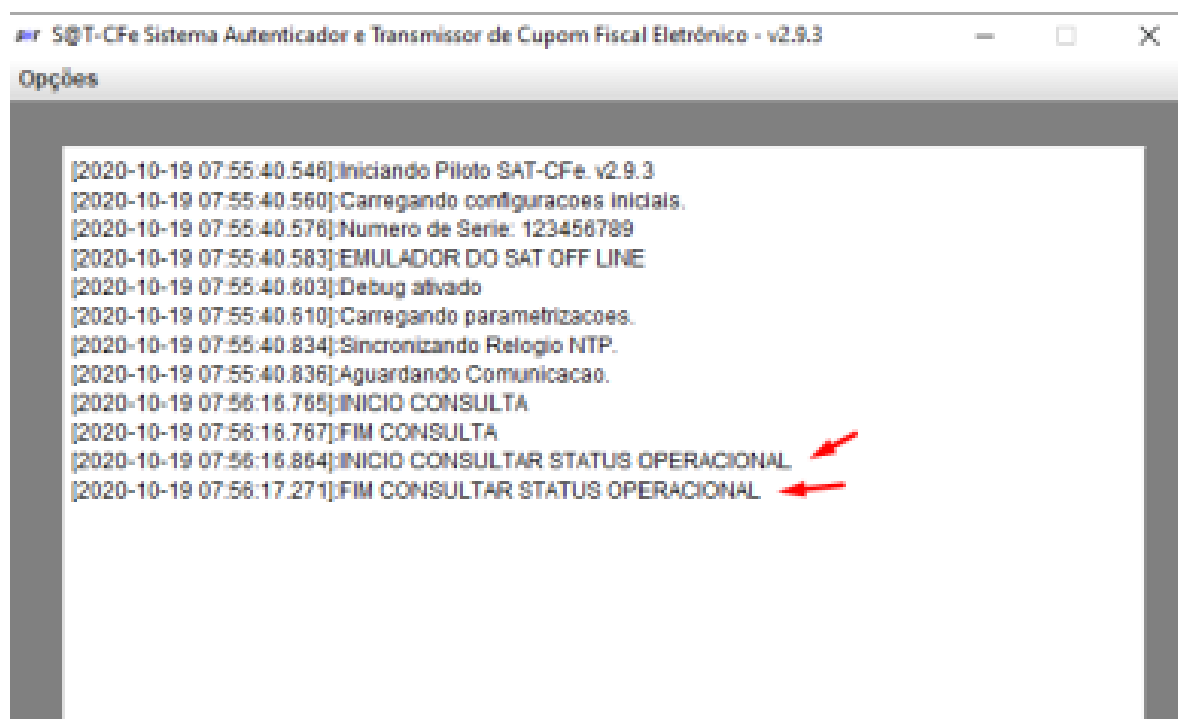 S@T-CFe Sistema Autenticador e Transmissor de Cupom Fiscal Eletrônico - v2.9.3
Opções
[2020-10-19 07:55:40.546]:Iniciando Piloto SAT-CFe. v2.9.3
[2020-10-19 07:55:40.560]:Carregando configuracoes iniciais.
[2020-10-19 07:55:40.576]:Numero de Serie: 123456789
[2020-10-19 07:55:40.583]:EMULADOR DO SAT OFF LINE
[2020-10-19 07:55:40.603]:Debug ativado
[2020-10-19 07:55:40.610]:Carregando parametrizacoes.
[2020-10-19 07:55:40.834]:Sincronizando Relogio NTP.
[2020-10-19 07:55:40.836]:Aguardando Comunicacao.
[2020-10-19 07:56:16.765]:INICIO CONSULTA
[2020-10-19 07:56:16.767]:FIM CONSULTA
[2020-10-19 07:56:16.864]:INICIO CONSULTAR STATUS OPERACIONAL
[2020-10-19 07:56:17.271]:FIM CONSULTAR STATUS OPERACIONAL